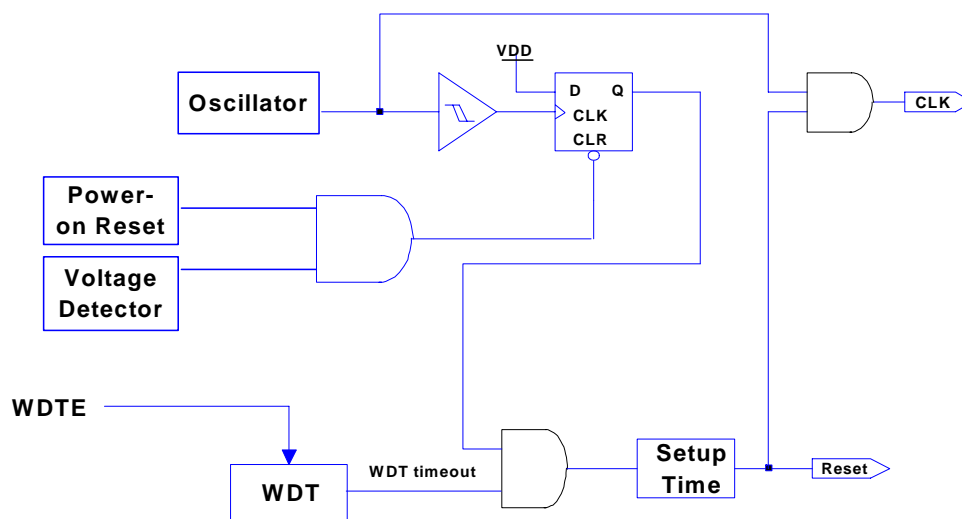 VDD
Oscillator
D Q
CLK
CLR
CLK
Power-
on Reset
Voltage
Detector
WDTE
WDT timeout
WDT
Setup
Time
Reset